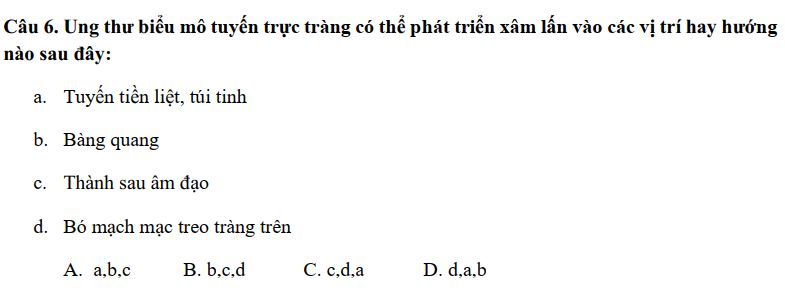 Câu 6. Ung thư biểu mô tuyến trực tràng có thể phát triển xâm lấn vào các vị trí hay hướng
nào sau đây:
a. Tuyến tiền liệt, túi tinh
b. Bàng quang
c. Thành sau âm đạo
d. Bó mạch mạc treo tràng trên
A. a,b,c B. b,c,d C. c,d,a D. d,a,b